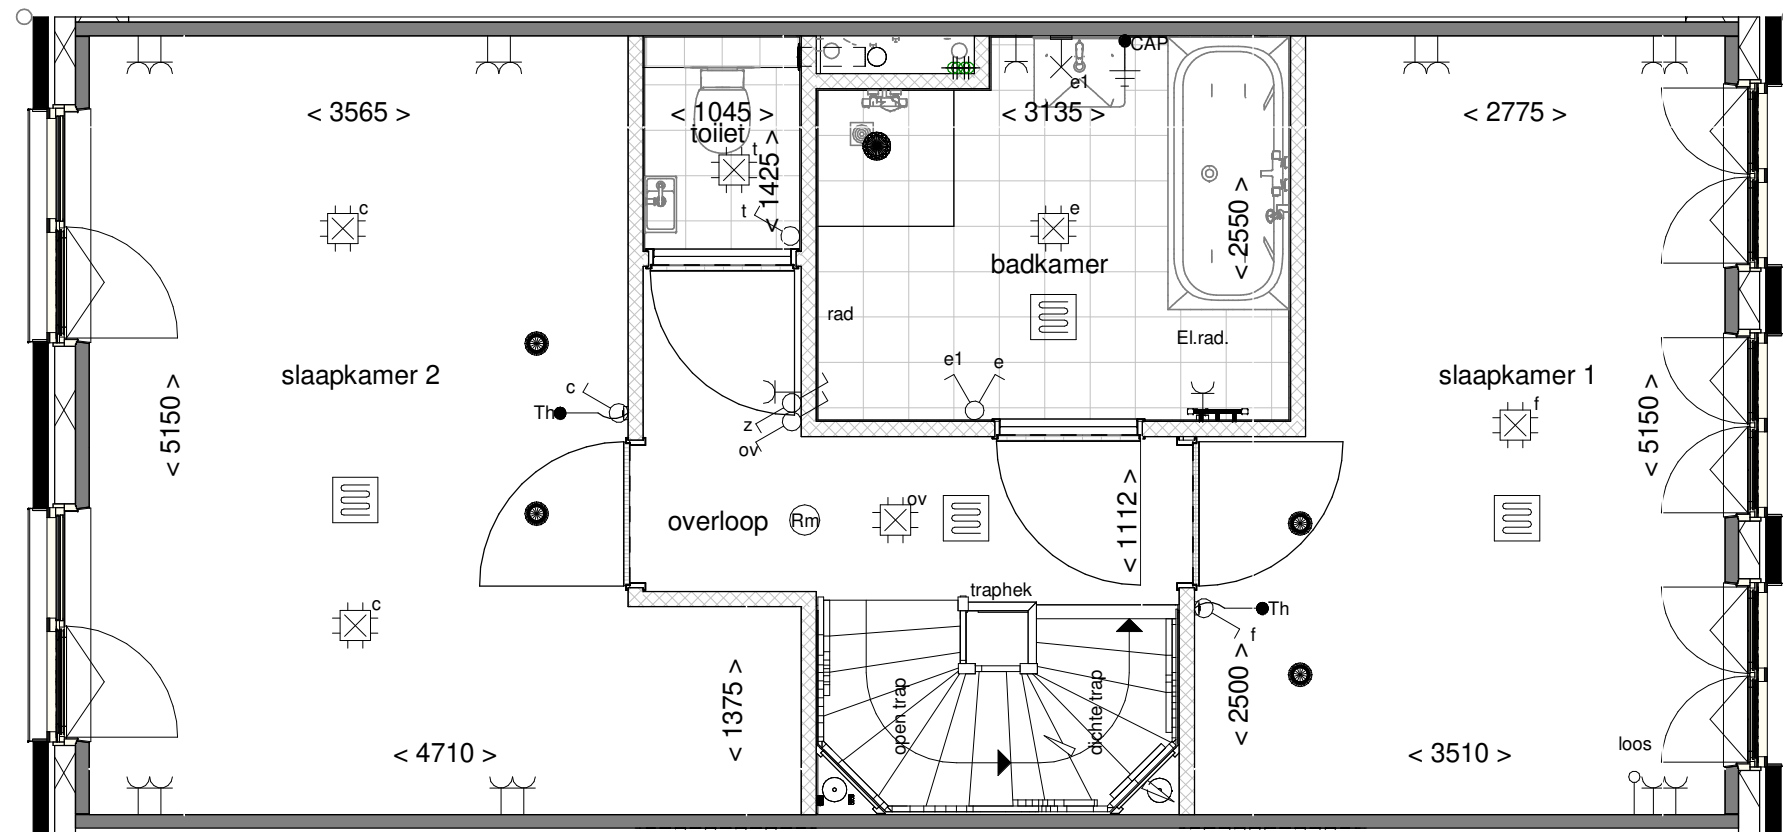 CAP
e1
< 3565 >
< 1045 >
toilet
< 3135 >
< 2775 >
t
< 1425 >
t
c
e
< 2550 >
badkamer
rad
El.rad.
e1
e
slaapkamer 2
slaapkamer 1
c
Th
< 5150 >
z
ov
f
< 5150 >
overloop
Rm
ov
< 1112 >
traphek
c
Th
f
< 1375 >
open trap
dichte trap
< 2500 >
< 4710 >
< 3510 >
loos